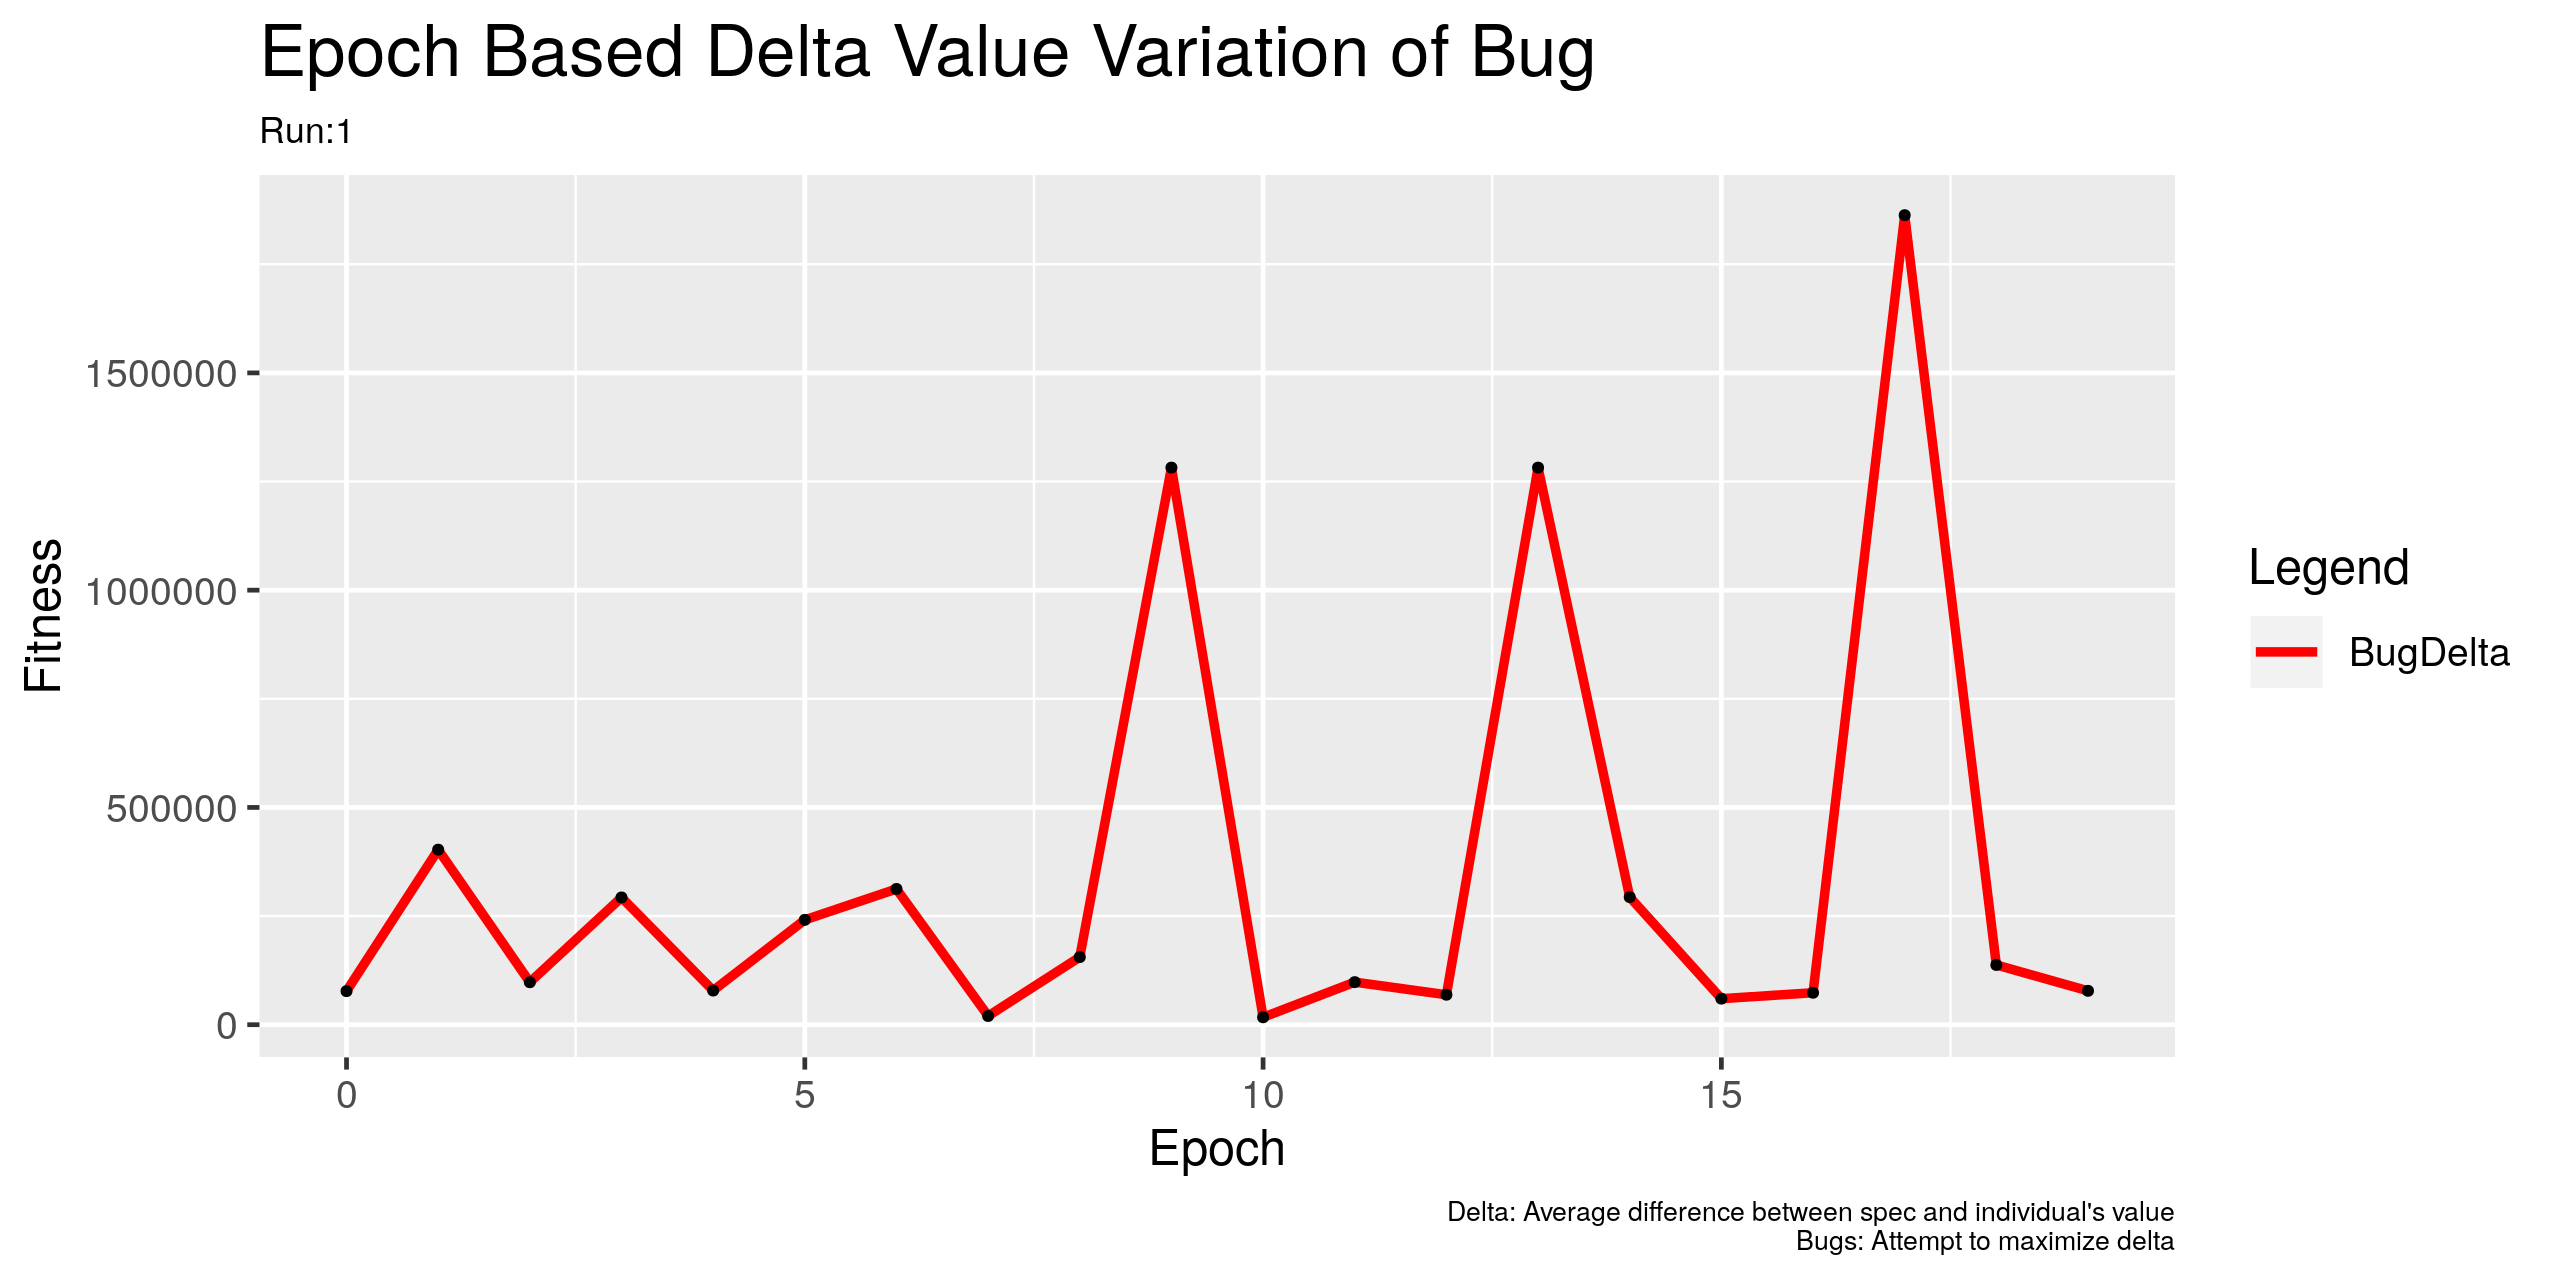 Epoch Based Delta Value Variation of Bug
Run:1
1500000
1000000
500000
0
Fitness
0 5 10 15
Epoch
Legend
BugDelta
Delta: Average difference between spec and individual's value
Bugs: Attempt to maximize delta